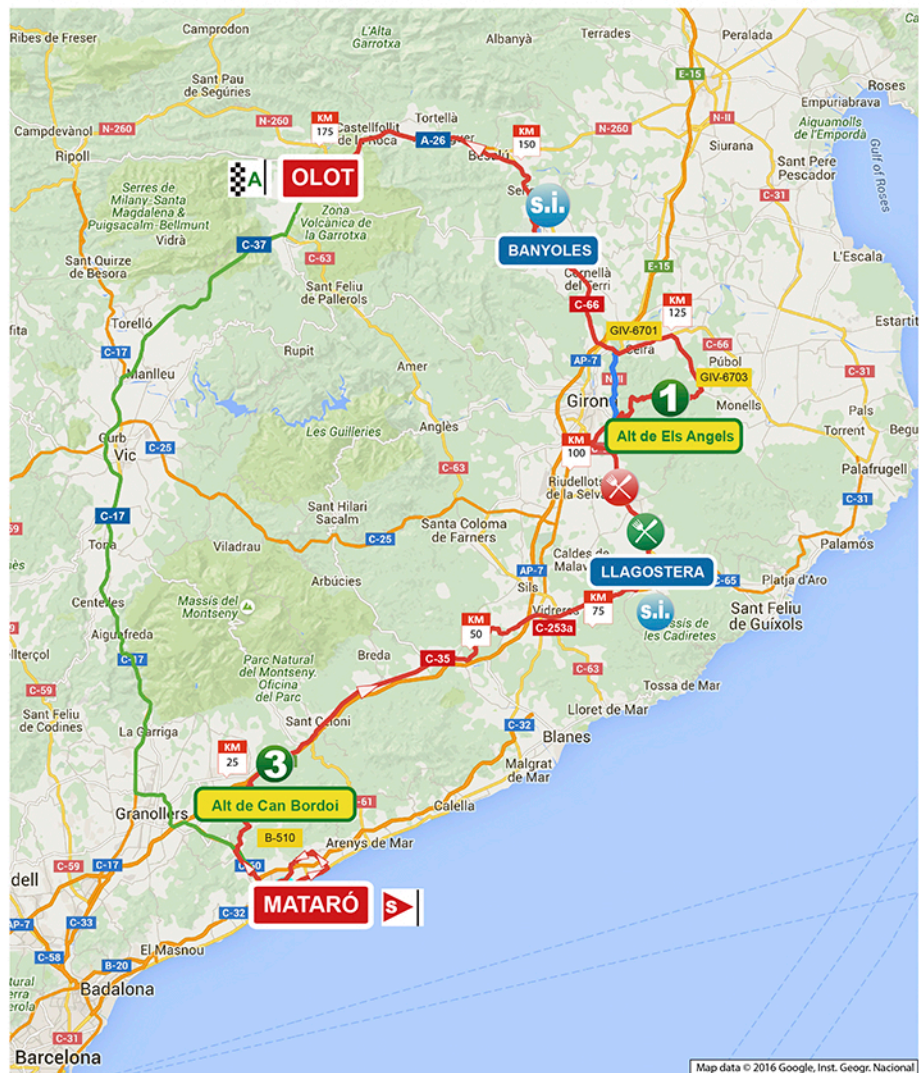 Ribes de Freser
Camprodon
L'Alta
Garrotxa
Albanyà
Terrades
Peralada
E-15
Roses
Sant Pau
de Segúries
Empuriabrava
Aiguamolls
de l'Empordà
Campdevànol
N-260
N-260
KM
175
Castellfollit
de la Roca
Tortellà
A-26
Besalú
KM
150
N-260
N-II
Siurana
Gulf of Roses
Ripoll
Sant Pere
Pescador
A
OLOT
s.i.
C-31
Serres de
Milany-Santa
Magdalena &
Puigsacalm-Bellmunt
Vidrà
Zona
Volcànica de
la Garrotxa
C-37
BANYOLES
L'Escala
Sant Quirze
de Besora
C-63
Sant Feliu
de Pallerols
Cornellà
del Terri
E-15
C-66
KM
125
Torelló
GIV-6701
C-66
C-17
Rupit
Amer
AP-7
Celrà
Púbol
GIV-6703
C-31
Manlleu
N-II
Girona
1
Monells
Pals
Les Guilleries
Anglès
Alt de Els Angels
Torrent
Gurb
Vic
C-25
KM
100
Palafrugell
C-63
Riudellots
de la Selva
C-31
Sant Hilari
Sacalm
C-17
Santa Coloma
de Farners
Tona
Viladrau
C-25
Palamós
Caldes de
AP-7
LLAGOSTERA
C-65
Platja d'Aro
Arbúcies
Sils
Centelles
Massís del
Montseny
KM
75
s.i.
Sant Feliu
de Guíxols
Vidreres
KM
50
C-253a
Massís de
les Cadiretes
Aiguafreda
C-17
Parc Natural
del Montseny.
Oficina
del Parc
Breda
C-35
C-63
C-59
Tossa de Mar
Sant Feliu
de Codines
Sant Celoni
Lloret de Mar
La Garriga
C-32
Blanes
KM
25
3
Malgrat
de Mar
Alt de Can Bordoi
C-61
Calella
Granollers
B-510
Arenys de Mar
C-59
C-17
C-60
MATARÓ
S
AP-7
C-33
C-32
C-58
El Masnou
B-20
Badalona
C-31
Barcelona
Map data © 2016 Google, Inst. Geogr. Nacional